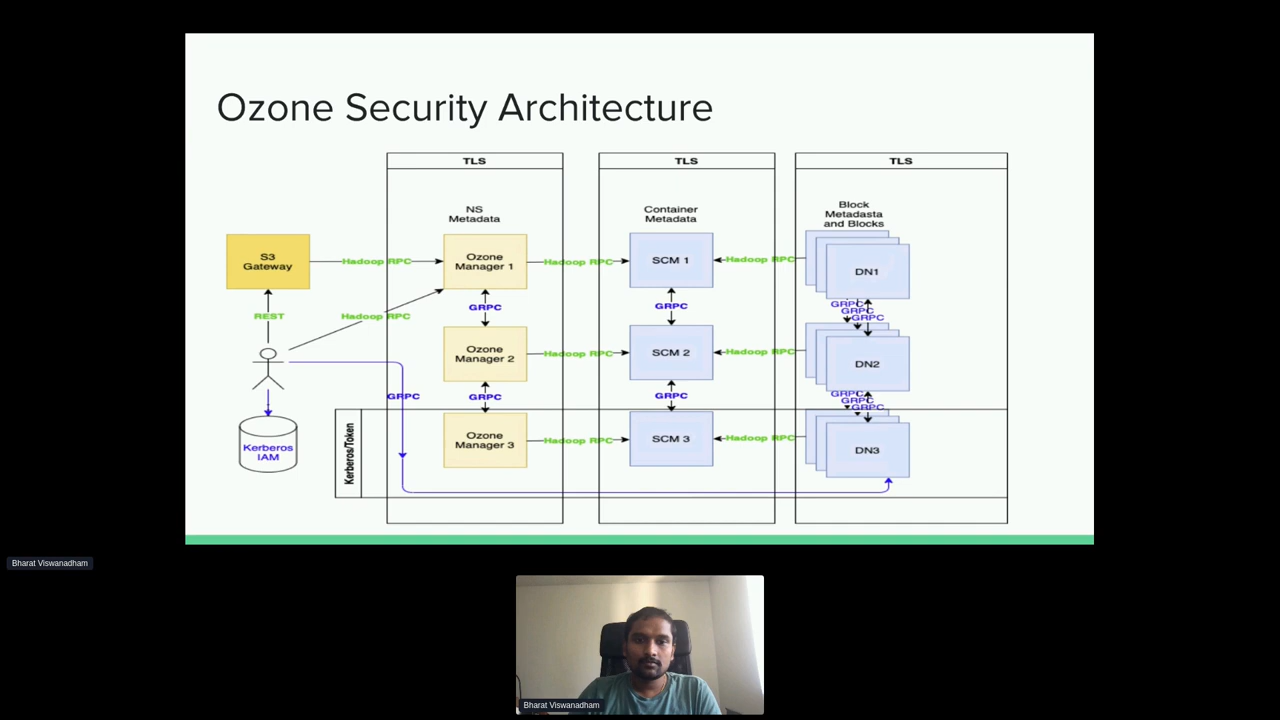 Ozone Security Architecture
TLS
TLS
TLS
NS
Metadata
Container
Metadata
Block
Metadasta
and Blocks
S3
Gateway
Hadoop RPC
Ozone
Manager 1
Hadoop RPC
SCM 1
Hadoop RPC
DN1
REST
Hadoop RPC
GRPC
GRPC
GRPC
GRPC
GRPC
Ozone
Manager 2
Hadoop RPC
SCM 2
Hadoop RPC
DN2
GRPC
GRPC
GRPC
GRPC
GRPC
GRPC
Kerberos
IAM
Kerberos/Token
Ozone
Manager 3
Hadoop RPC
SCM 3
Hadoop RPC
DN3
Bharat Viswanadham
Bharat Viswanadham